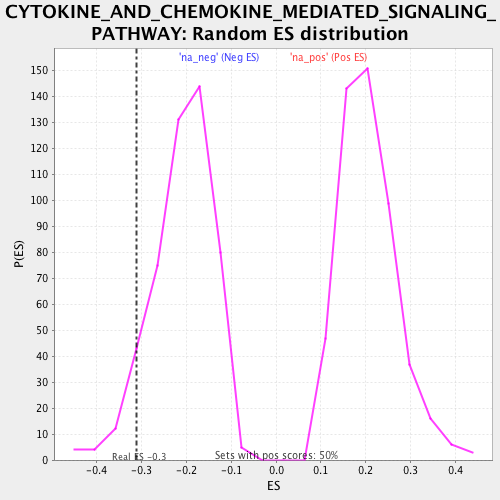 CYTOKINE_AND_CHEMOKINE_MEDIATED_SIGNALING_
PATHWAY: Random ES distribution
'na_neg' (Neg ES) 'na_pos' (Pos ES)
150
140
130
120
110
100
90
80
70
60
50
40
30
20
10
0
P(ES)
Real ES -0.3 Sets with pos scores: 50%
-0.4 -0.3 -0.2 -0.1 0.0 0.1 0.2 0.3 0.4
ES